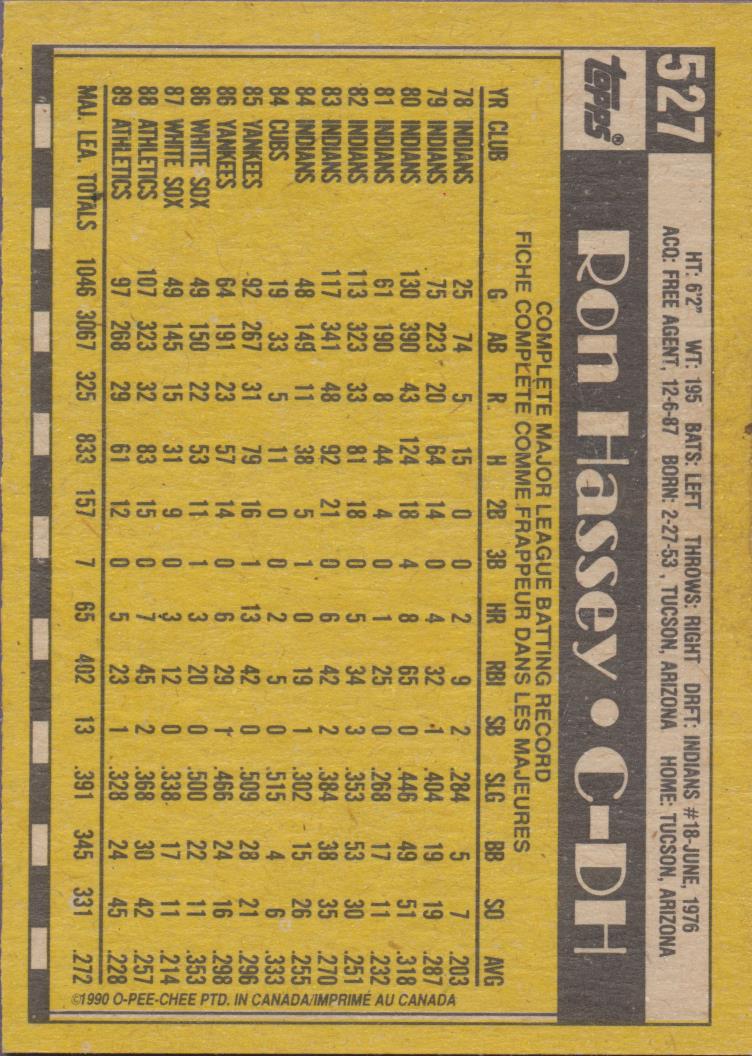 527
HT: 6'2" WT: 195 BATS: LEFT THROWS: RIGHT DRFT: INDIANS #18-JUNE, 1976
ACQ: FREE AGENT, 12-6-87 BORN: 2-27-53, TUCSON, ARIZONA HOME: TUCSON, ARIZONA
topps®
Ron Hassey • C-DH
COMPLETE MAJOR LEAGUE BATTING RECORD
FICHE COMPLÈTE COMME FRAPPEUR DANS LES MAJEURES
YR CLUB G AB R H 2B 3B HR RBI SB SLG BB SO AVG
78 INDIANS 25 74 5 15 0 0 2 9 2 .284 5 7 .203
79 INDIANS 75 223 20 64 14 0 4 32 1 .404 19 19 .287
80 INDIANS 130 390 43 124 18 4 8 65 0 .446 49 51 .318
81 INDIANS 61 190 8 44 4 0 1 25 0 .268 17 11 .232
82 INDIANS 113 323 33 81 18 0 5 34 3 .353 53 30 .251
83 INDIANS 117 341 48 92 21 0 6 42 2 .384 38 35 .270
84 INDIANS 48 149 11 38 5 1 0 19 1 .302 15 26 .255
84 CUBS 19 33 5 11 0 0 2 5 0 .515 4 6 .333
85 YANKEES 92 267 31 79 16 1 13 42 0 .509 28 21 .296
86 YANKEES 64 191 23 57 14 0 6 29 1 .466 24 16 .298
86 WHITE SOX 49 150 22 53 11 1 3 20 0 .500 22 11 .353
87 WHITE SOX 49 145 15 31 9 0 3 12 0 .338 17 11 .214
88 ATHLETICS 107 323 32 83 15 0 7 45 2 .368 30 42 .257
89 ATHLETICS 97 268 29 61 12 0 5 23 1 .328 24 45 .228
MAJ. LEA. TOTALS 1046 3067 325 833 157 7 65 402 13 .391 345 331 .272
©1990 O-PEE-CHEE PTD. IN CANADA/IMPRIMÉ AU CANADA